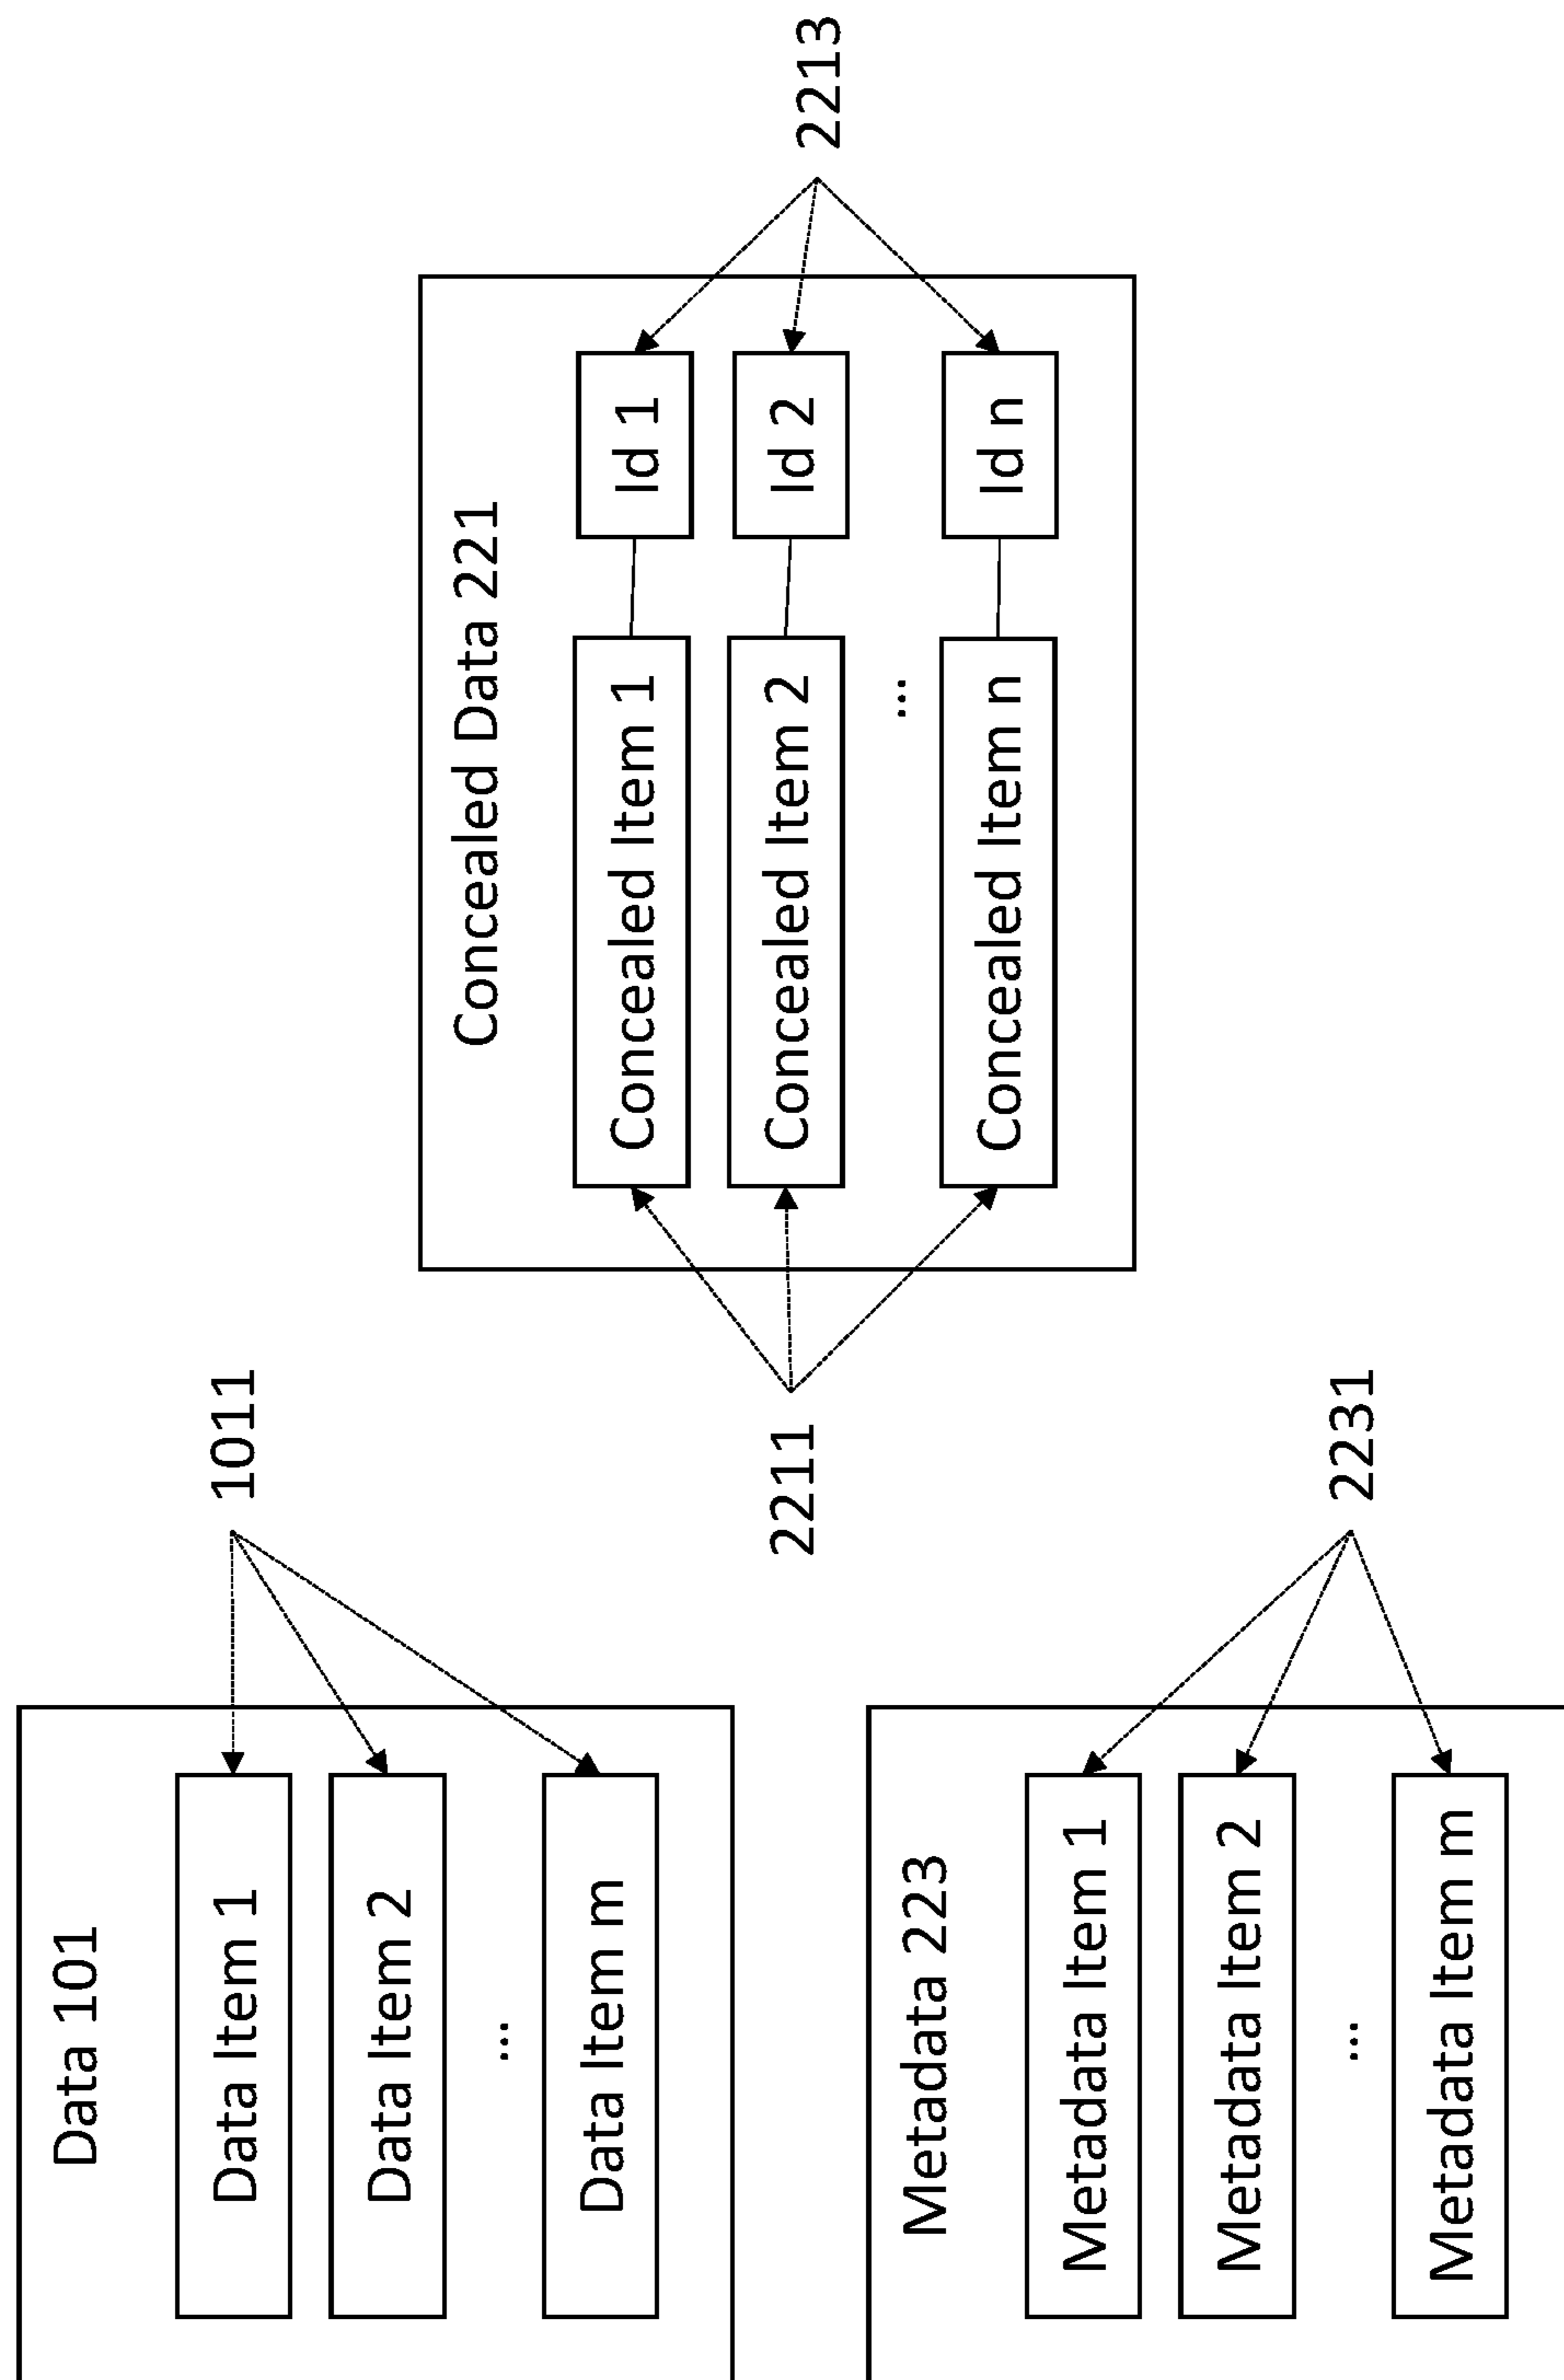 Data 101
Data Item 1
Data Item 2
...
Data Item m
1011
Metadata 223
Metadata Item 1
Metadata Item 2
...
Metadata Item m
2231
Concealed Data 221
Concealed Item 1
Id 1
Concealed Item 2
Id 2
...
Concealed Item n
Id n
2211
2213